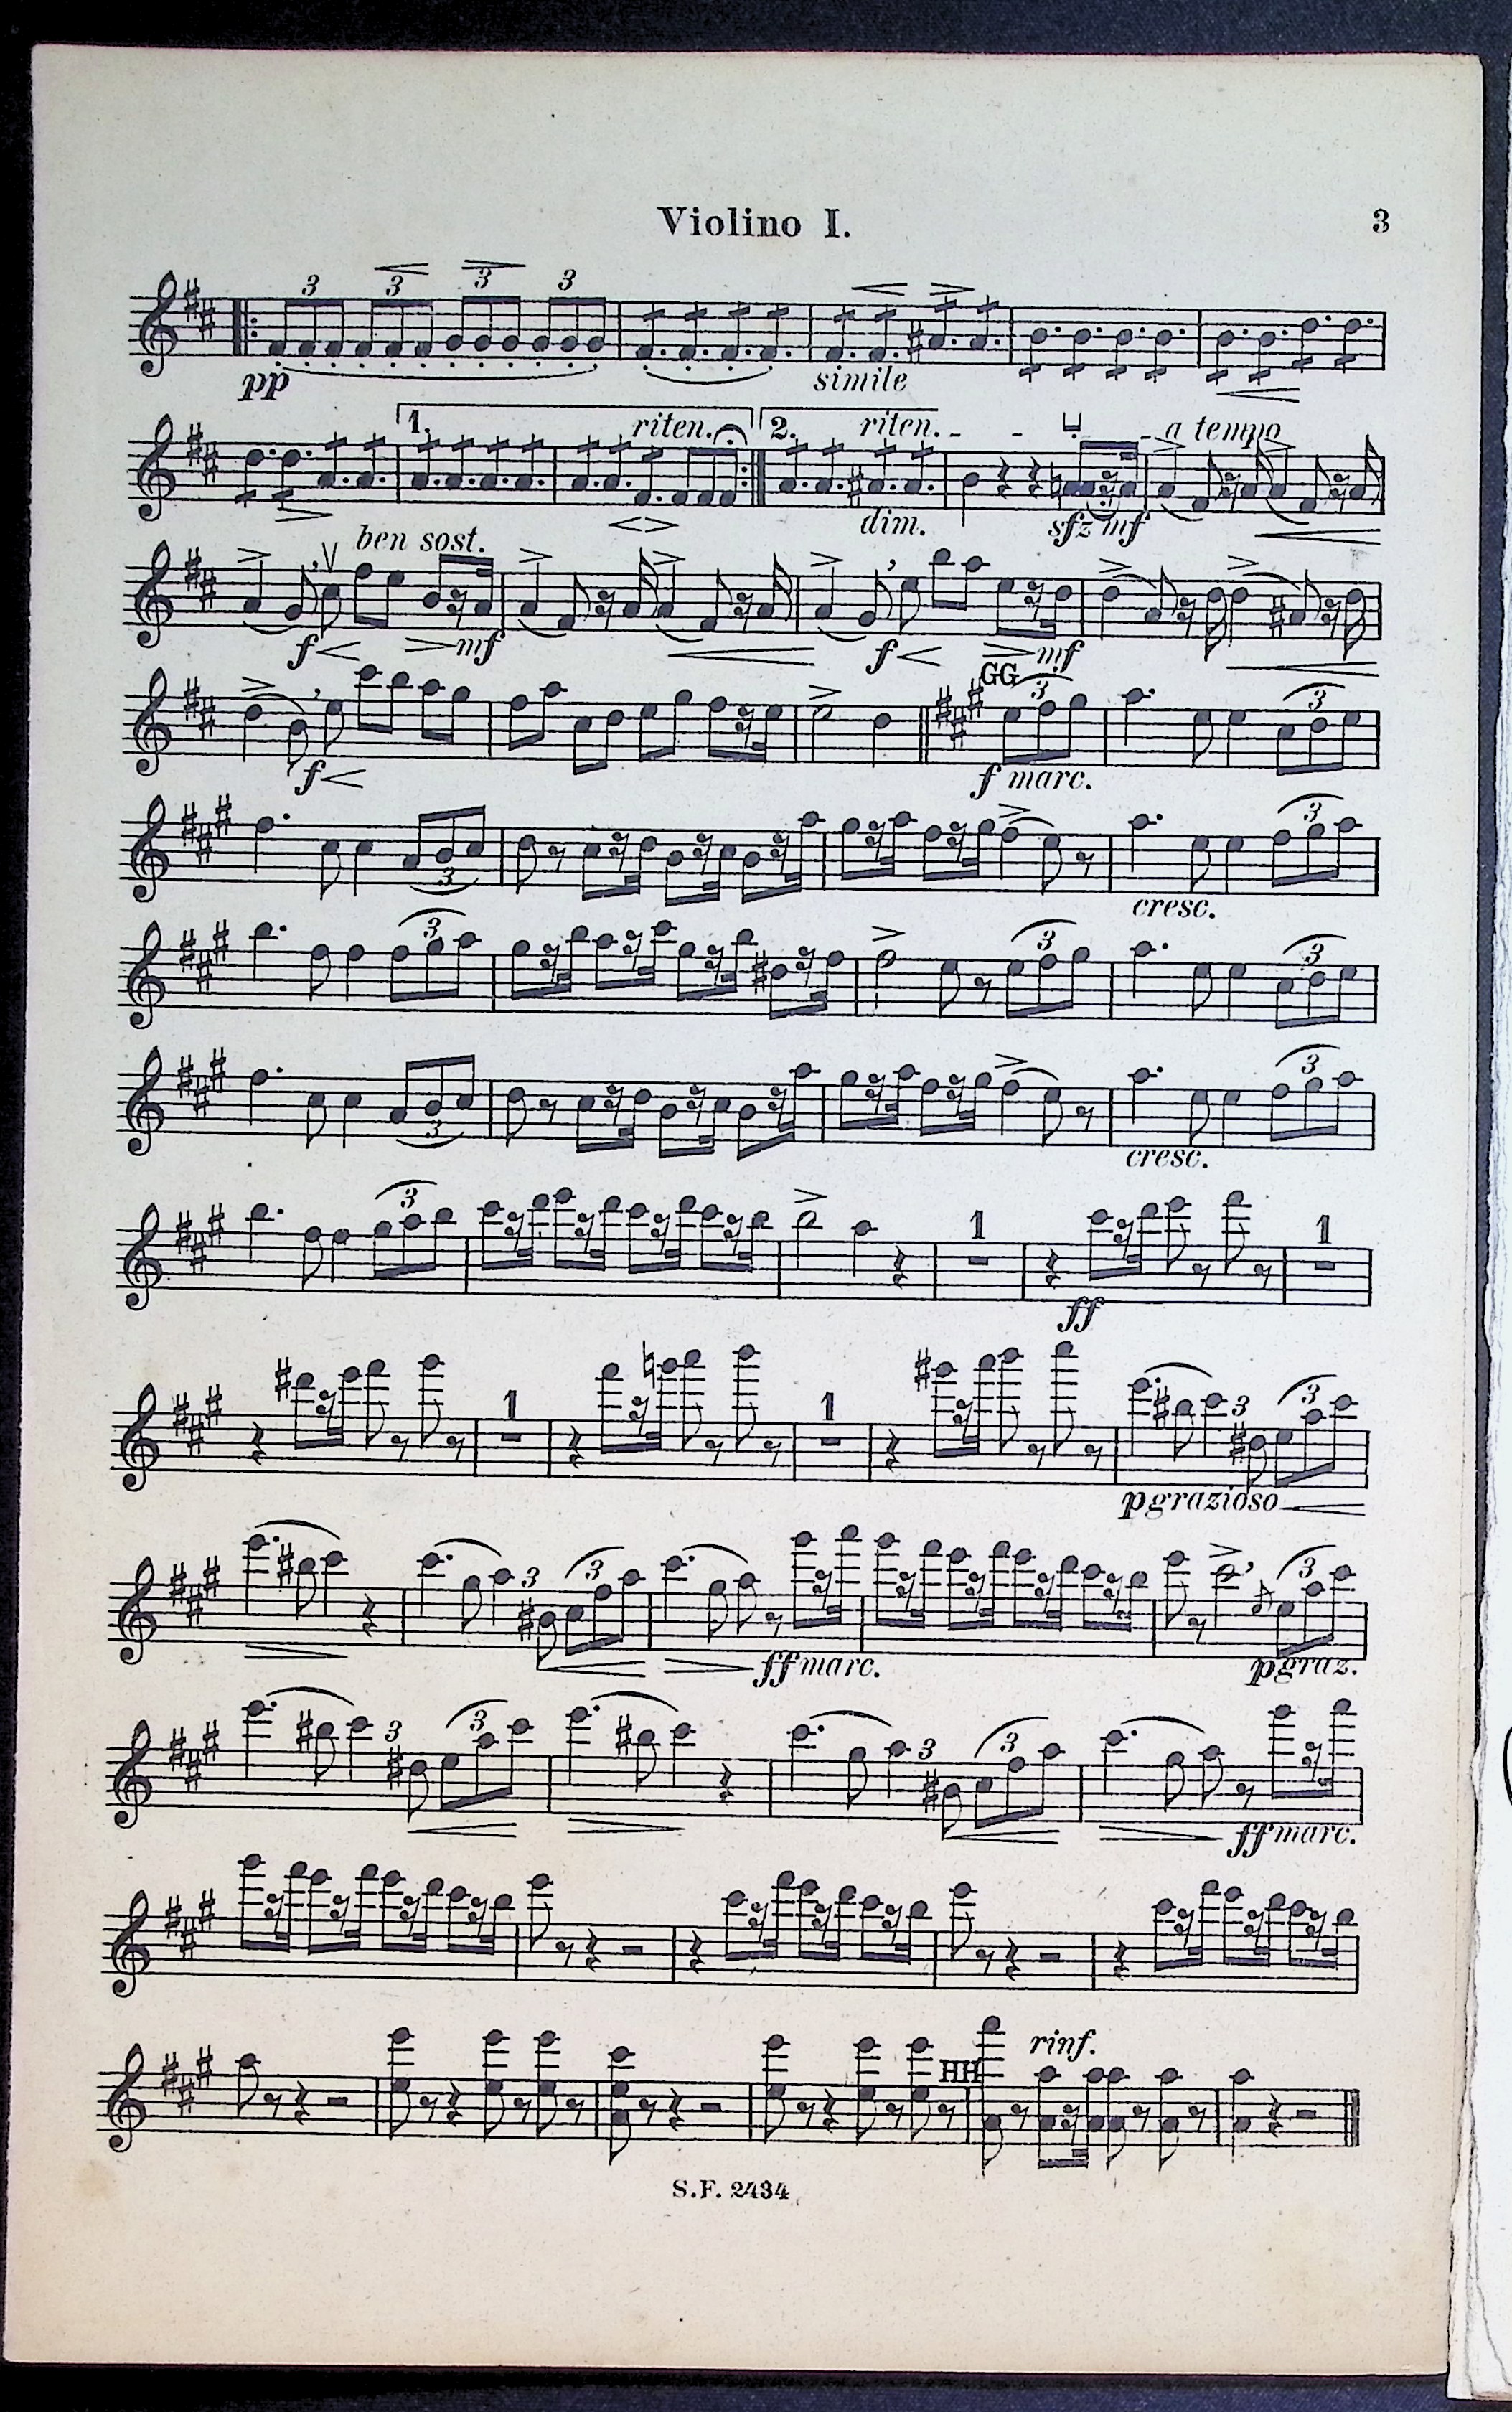 Violino I.
3
3 3 3 3
pp simile
1. riten. 2. riten. - - - a tempo
dim. sfz mf
ben sost.
f mf f mf
GG 3
f f marc. 3
3 3
cresc.
3 3 3
3 3
cresc.
3 1 1
ff
1 1 3 3
p grazioso
3 3
ff marc. 3
p graz.
3 3 3 3
ff marc.
HH rinf.
S.F. 2434